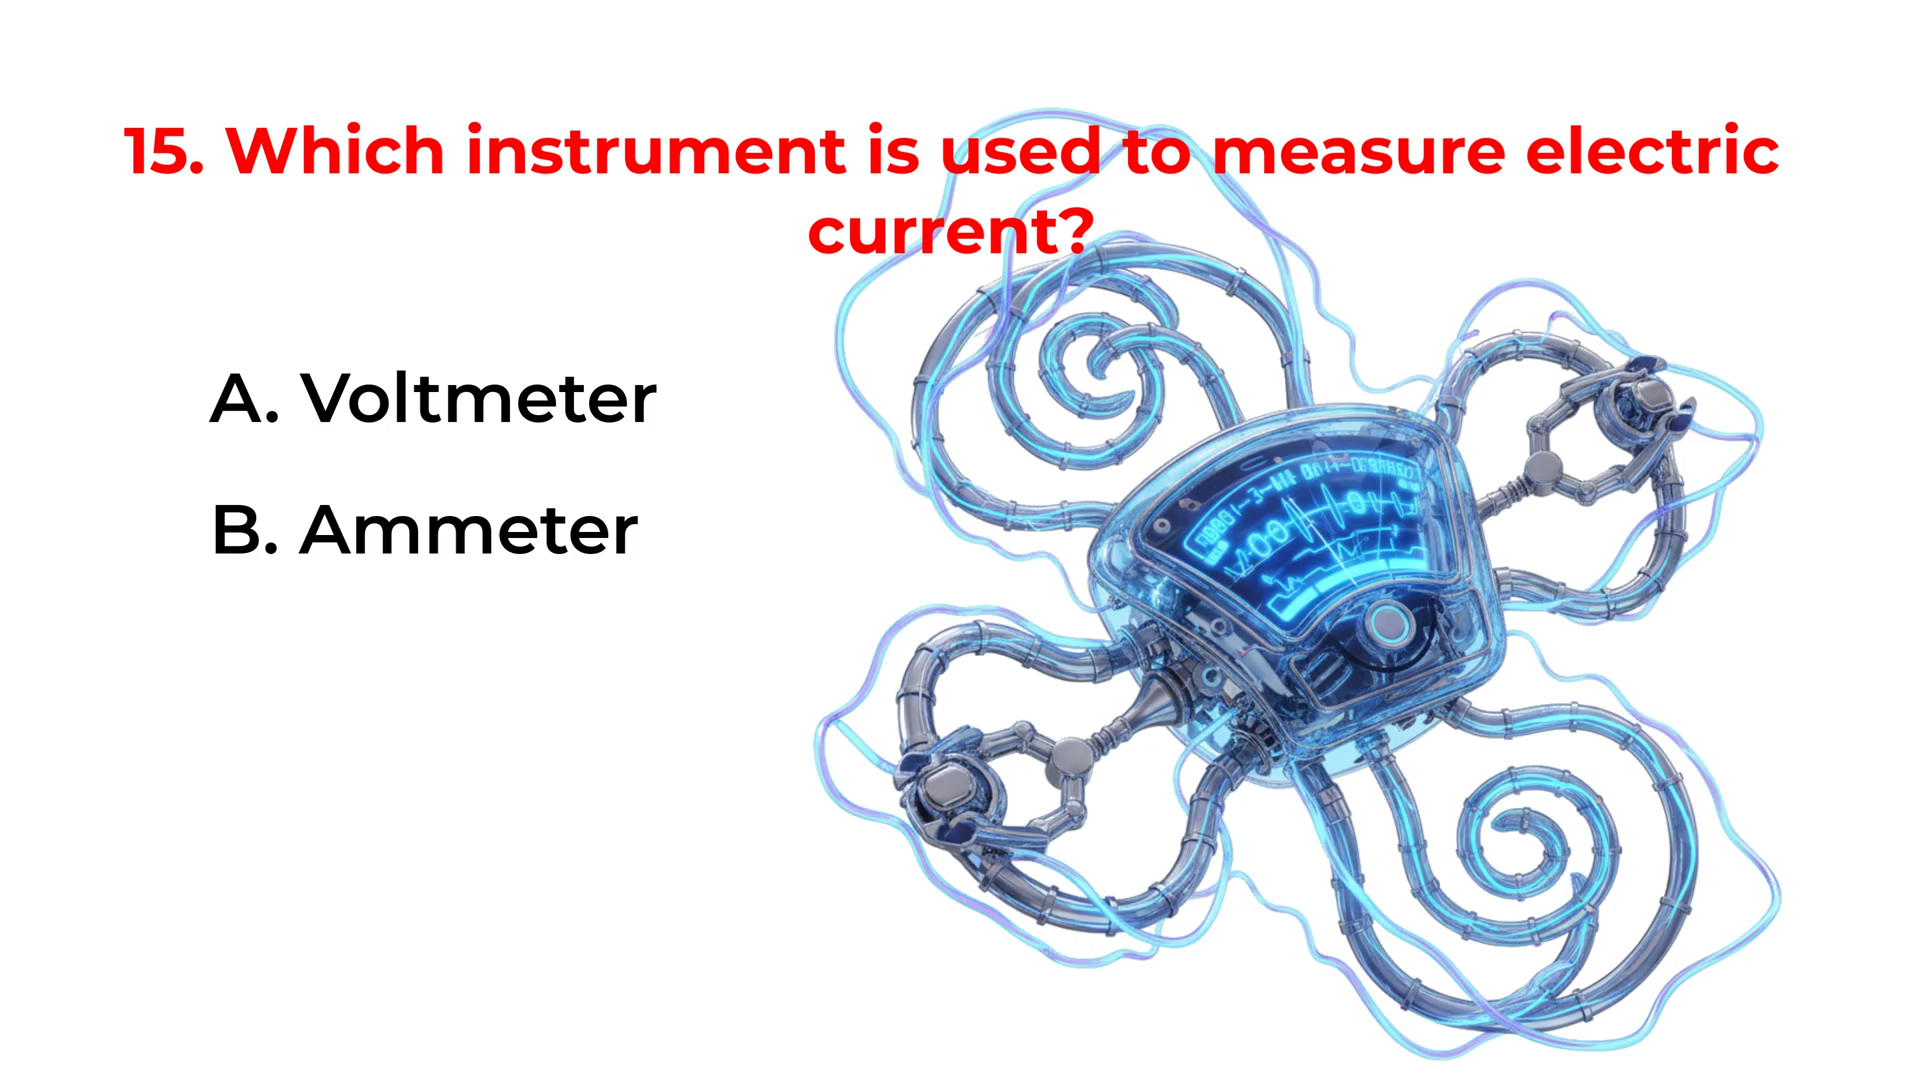 15. Which instrument is used to measure electric
current?
A. Voltmeter
B. Ammeter